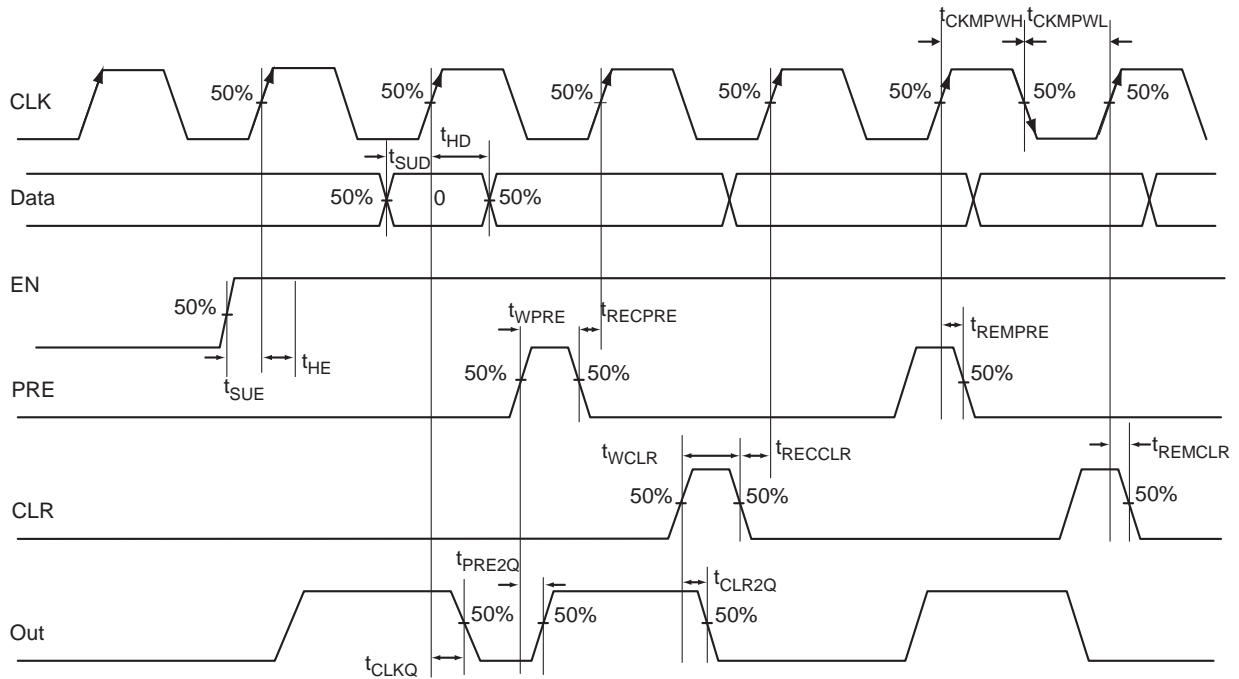 tCKMPWH tCKMPWL
CLK 50% 50% 50% 50% 50% 50% 50%
tHD
tSUD
Data 50% 0 50%
EN
50%
tWPRE tRECPRE tREMPRE
tHE
tSUE
PRE 50% 50% 50%
tWCLR tRECCLR tREMCLR
CLR 50% 50% 50%
tPRE2Q tCLR2Q
Out 50% 50% 50%
tCLKQ